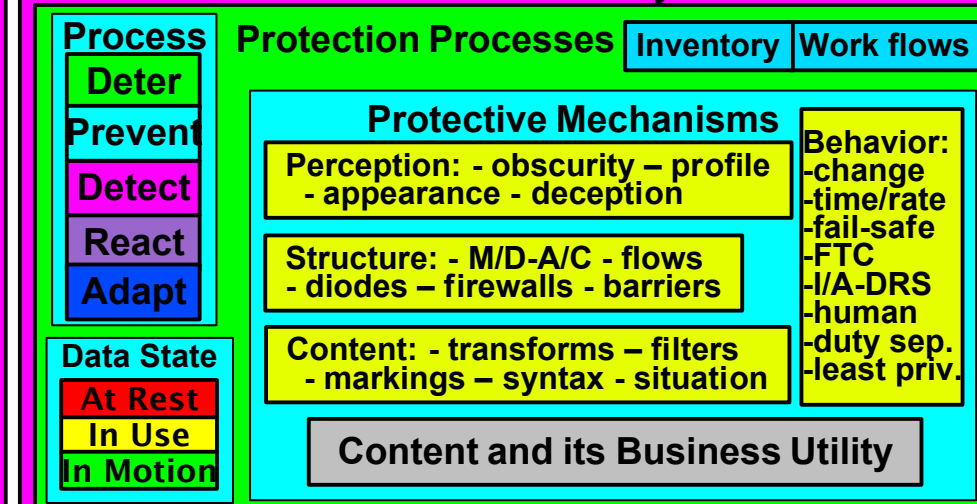 Process
Deter
Prevent
Detect
React
Adapt
Data State
At Rest
In Use
In Motion
Protection Processes
Inventory
Work flows
Protective Mechanisms
Perception: - obscurity – profile
- appearance - deception
Structure: - M/D-A/C - flows
- diodes – firewalls - barriers
Content: - transforms – filters
- markings – syntax - situation
Behavior:
-change
-time/rate
-fail-safe
-FTC
-I/A-DRS
-human
-duty sep.
-least priv.
Content and its Business Utility